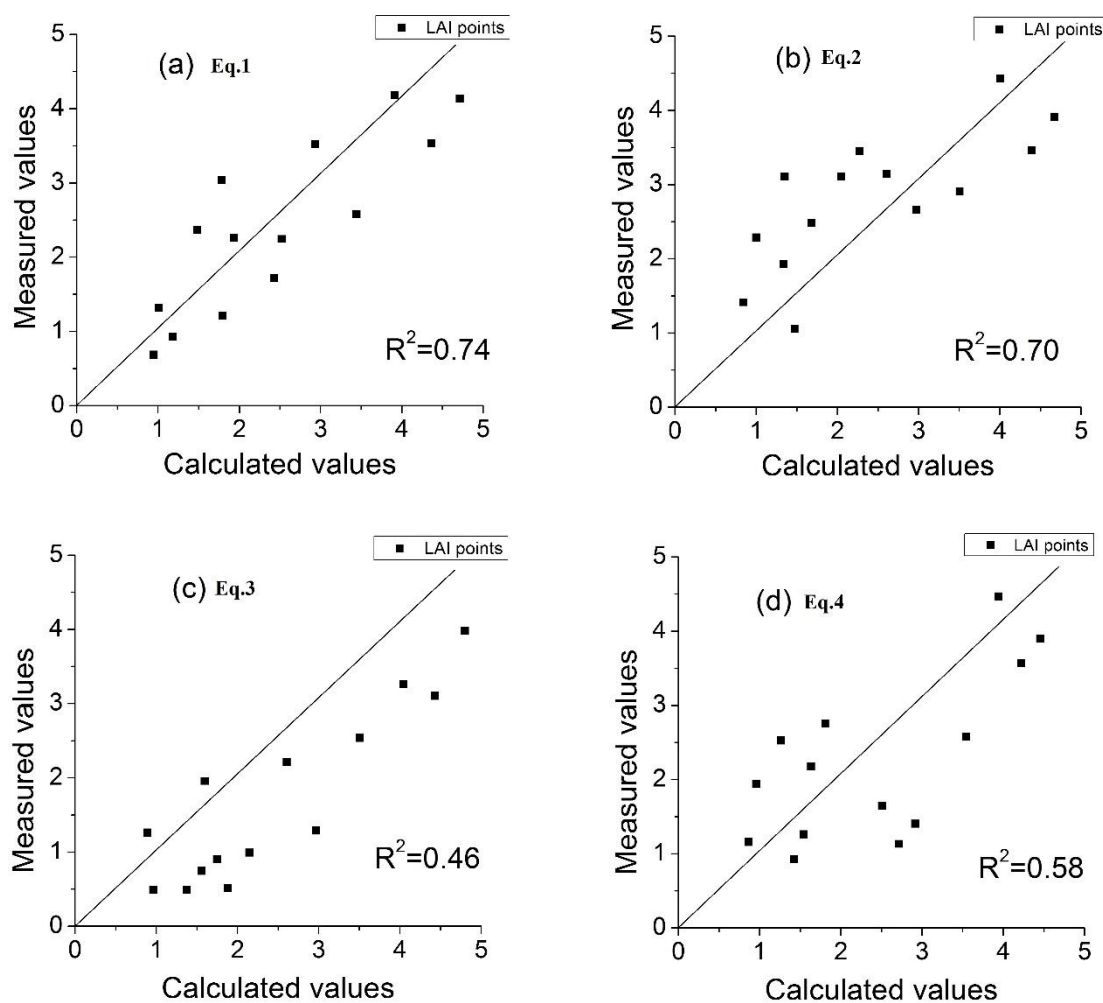 LAI points
(a) Eq.1
5
4
3
2
1
0
Measured values
R²=0.74
0 1 2 3 4 5
Calculated values
LAI points
(b) Eq.2
5
4
3
2
1
0
Measured values
R²=0.70
0 1 2 3 4 5
Calculated values
LAI points
(c) Eq.3
5
4
3
2
1
0
Measured values
R²=0.46
0 1 2 3 4 5
Calculated values
LAI points
(d) Eq.4
5
4
3
2
1
0
Measured values
R²=0.58
0 1 2 3 4 5
Calculated values